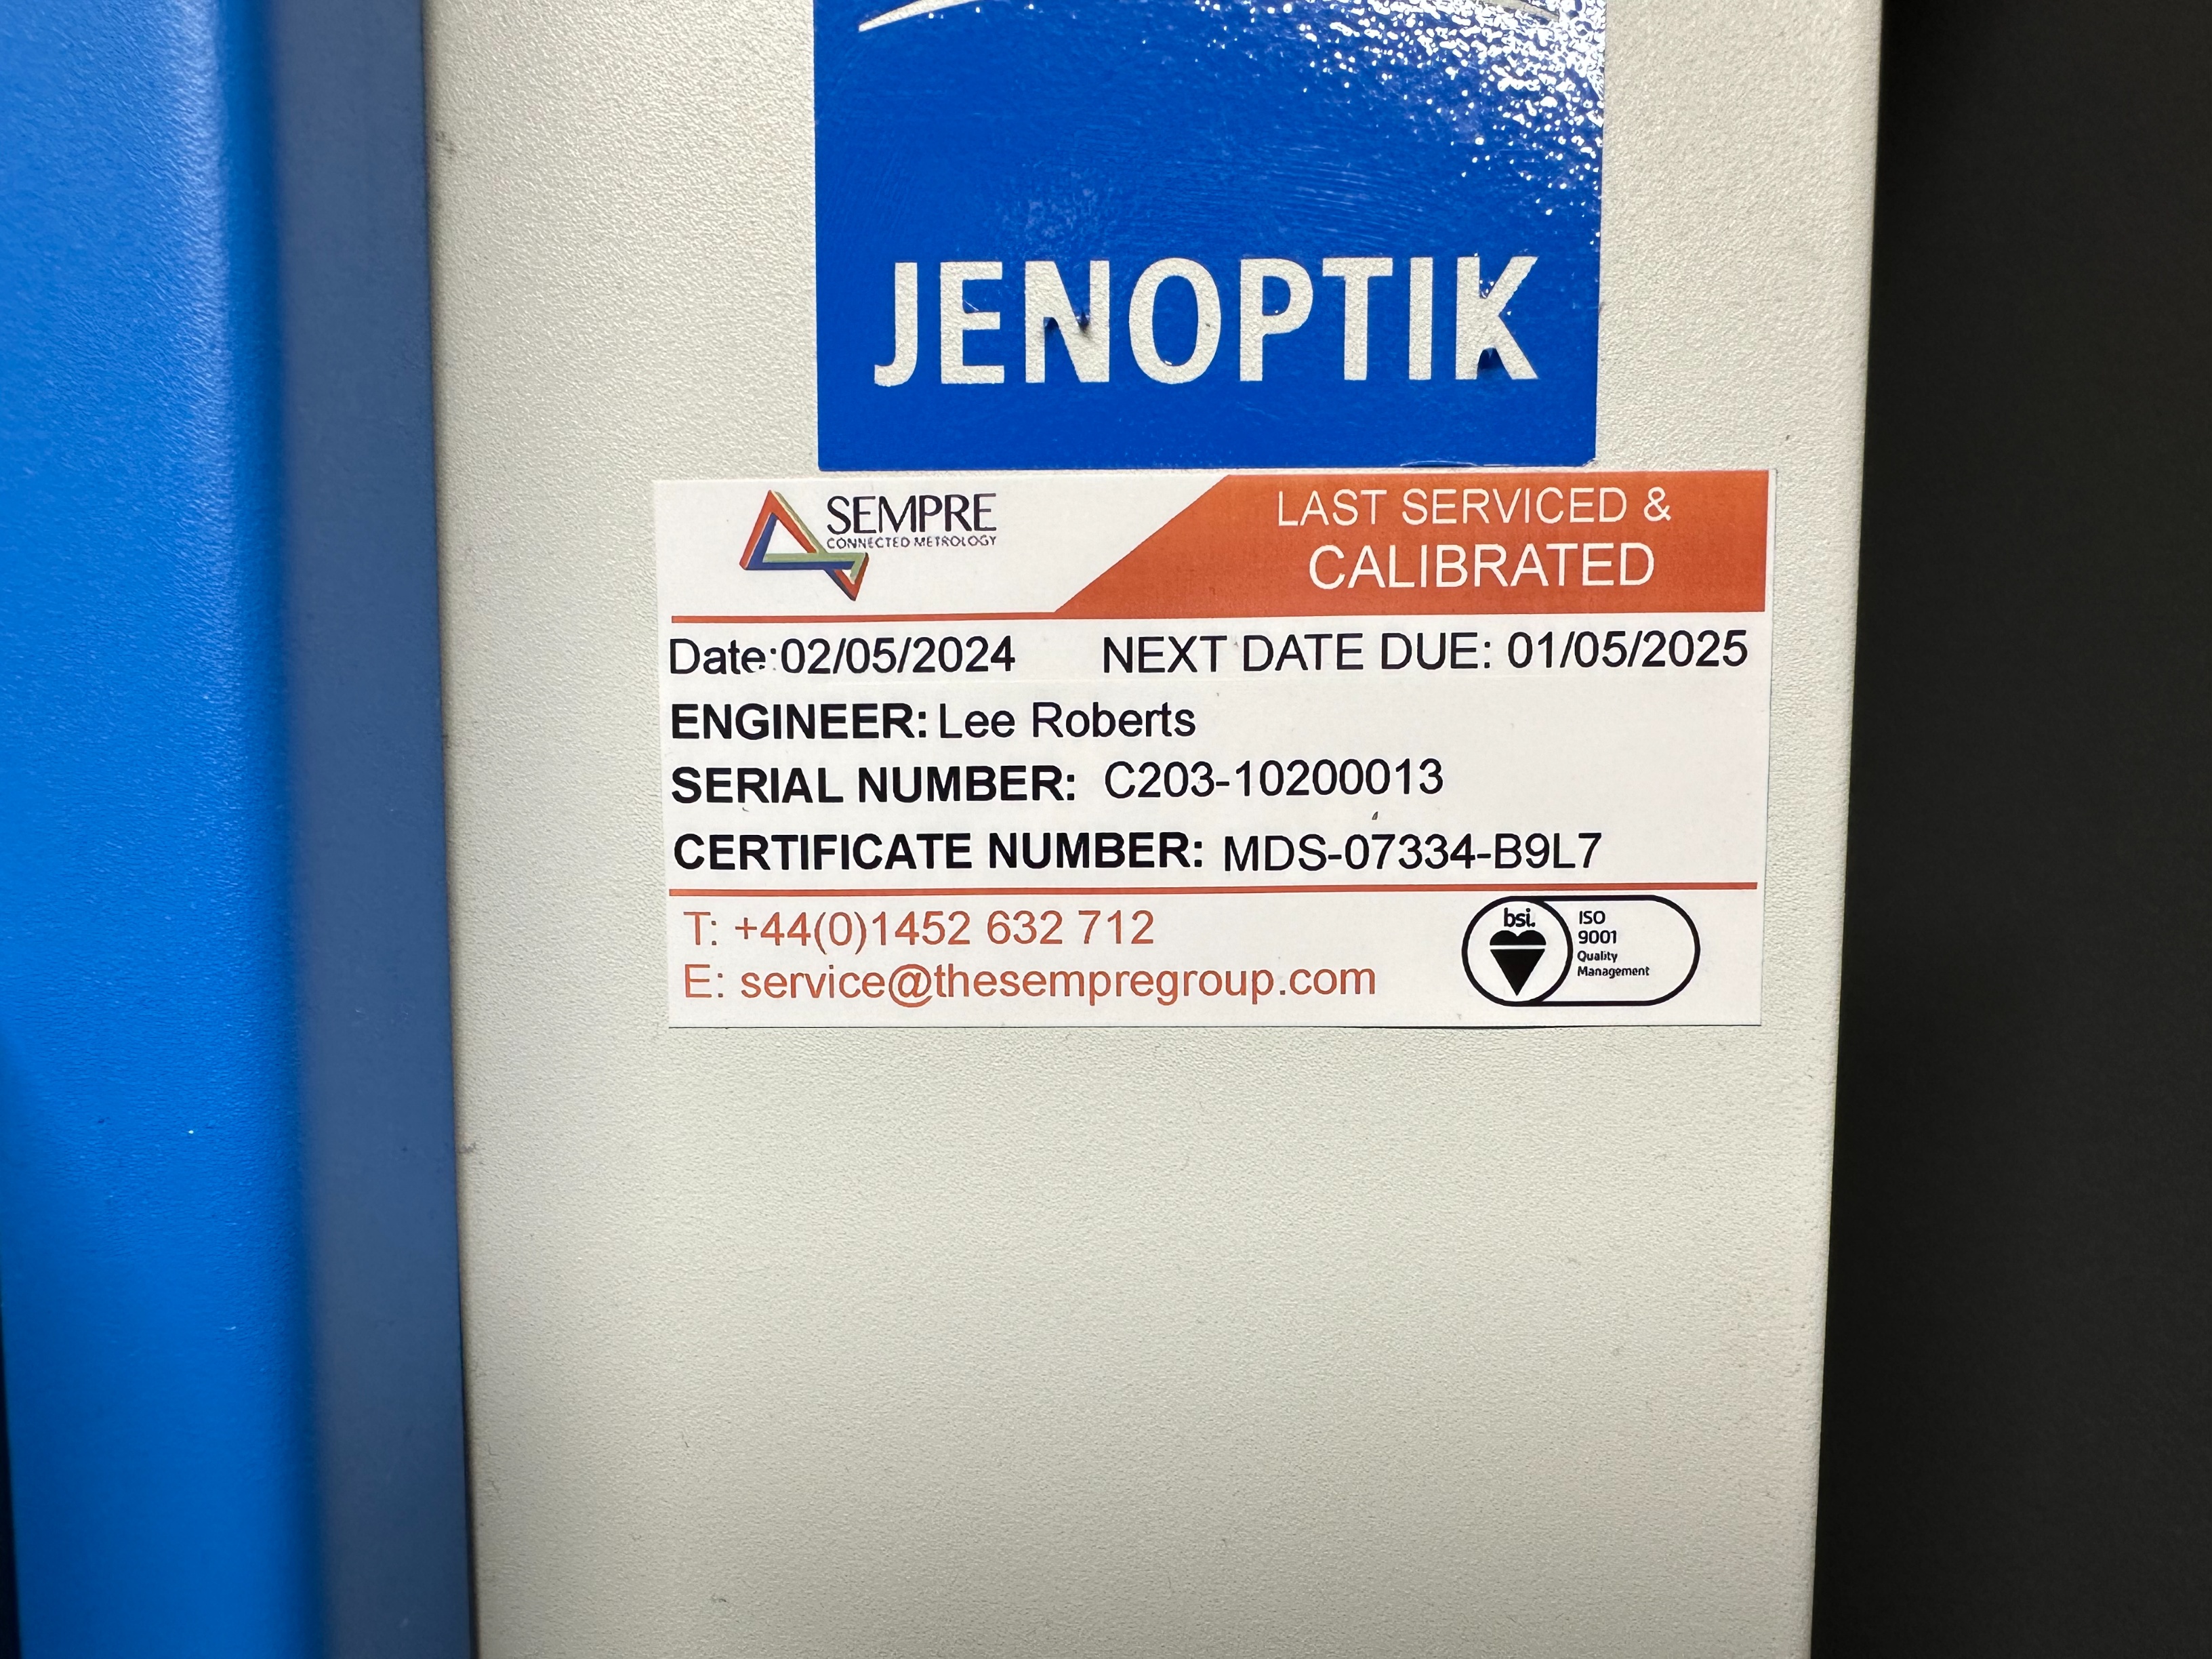 JENOPTIK
SEMPRE
CONNECTED METROLOGY
LAST SERVICED &
CALIBRATED
Date:02/05/2024 NEXT DATE DUE: 01/05/2025
ENGINEER: Lee Roberts
SERIAL NUMBER: C203-10200013
CERTIFICATE NUMBER: MDS-07334-B9L7
T: +44(0)1452 632 712
E: service@thesempregroup.com
bsi.
ISO
9001
Quality
Management